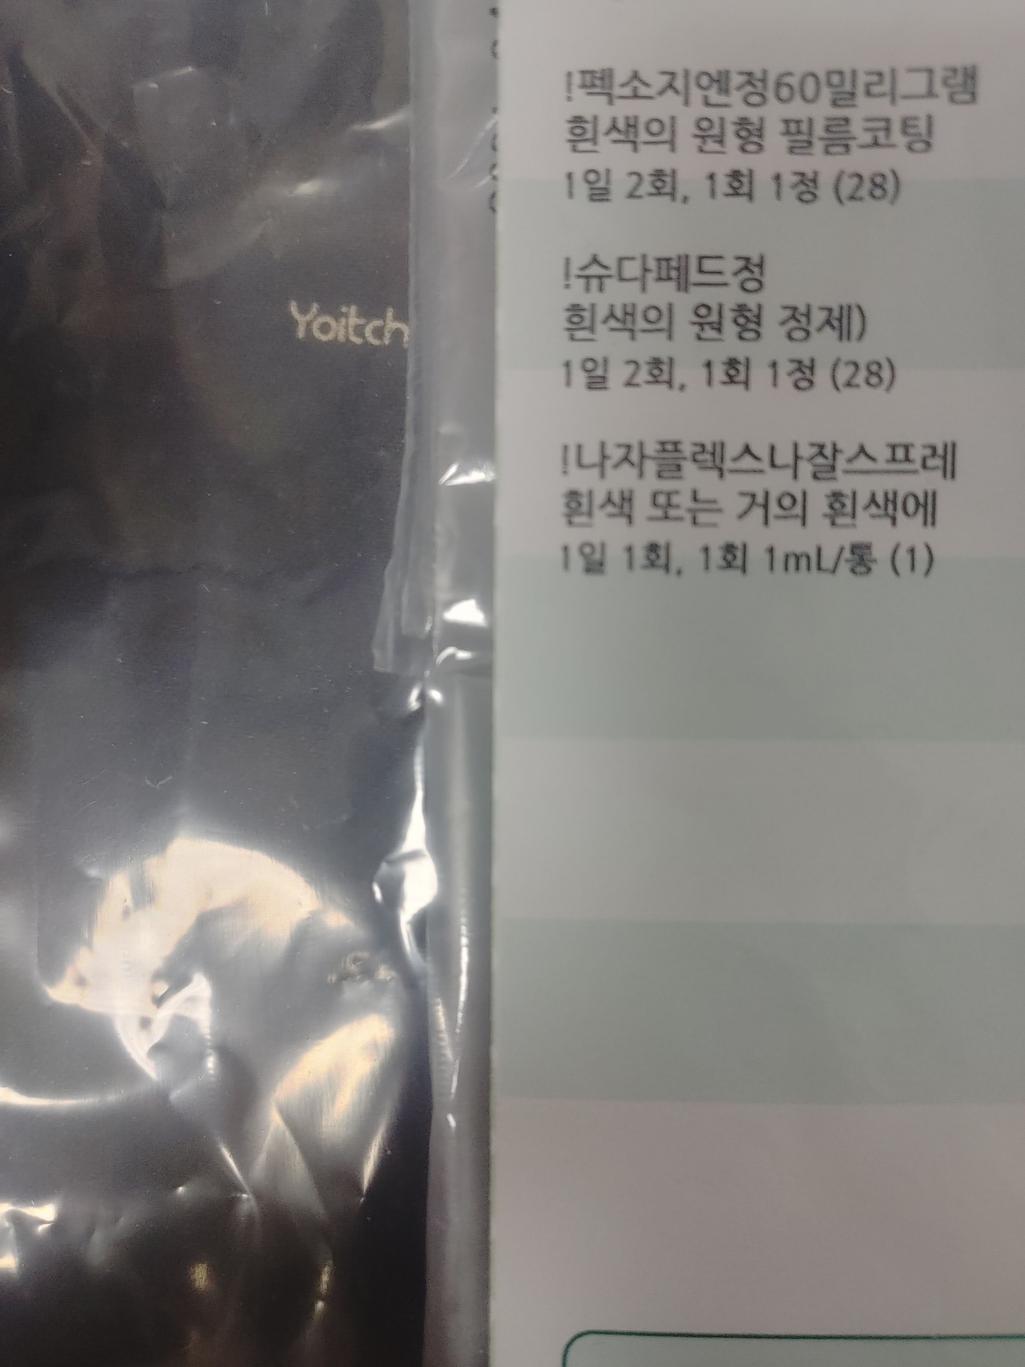 Yoitch
!펙소지엔정60밀리그램
흰색의 원형 필름코팅
1일 2회, 1회 1정 (28)
!슈다페드정
흰색의 원형 정제)
1일 2회, 1회 1정 (28)
!나자플렉스나잘스프레
흰색 또는 거의 흰색에
1일 1회, 1회 1mL/통 (1)